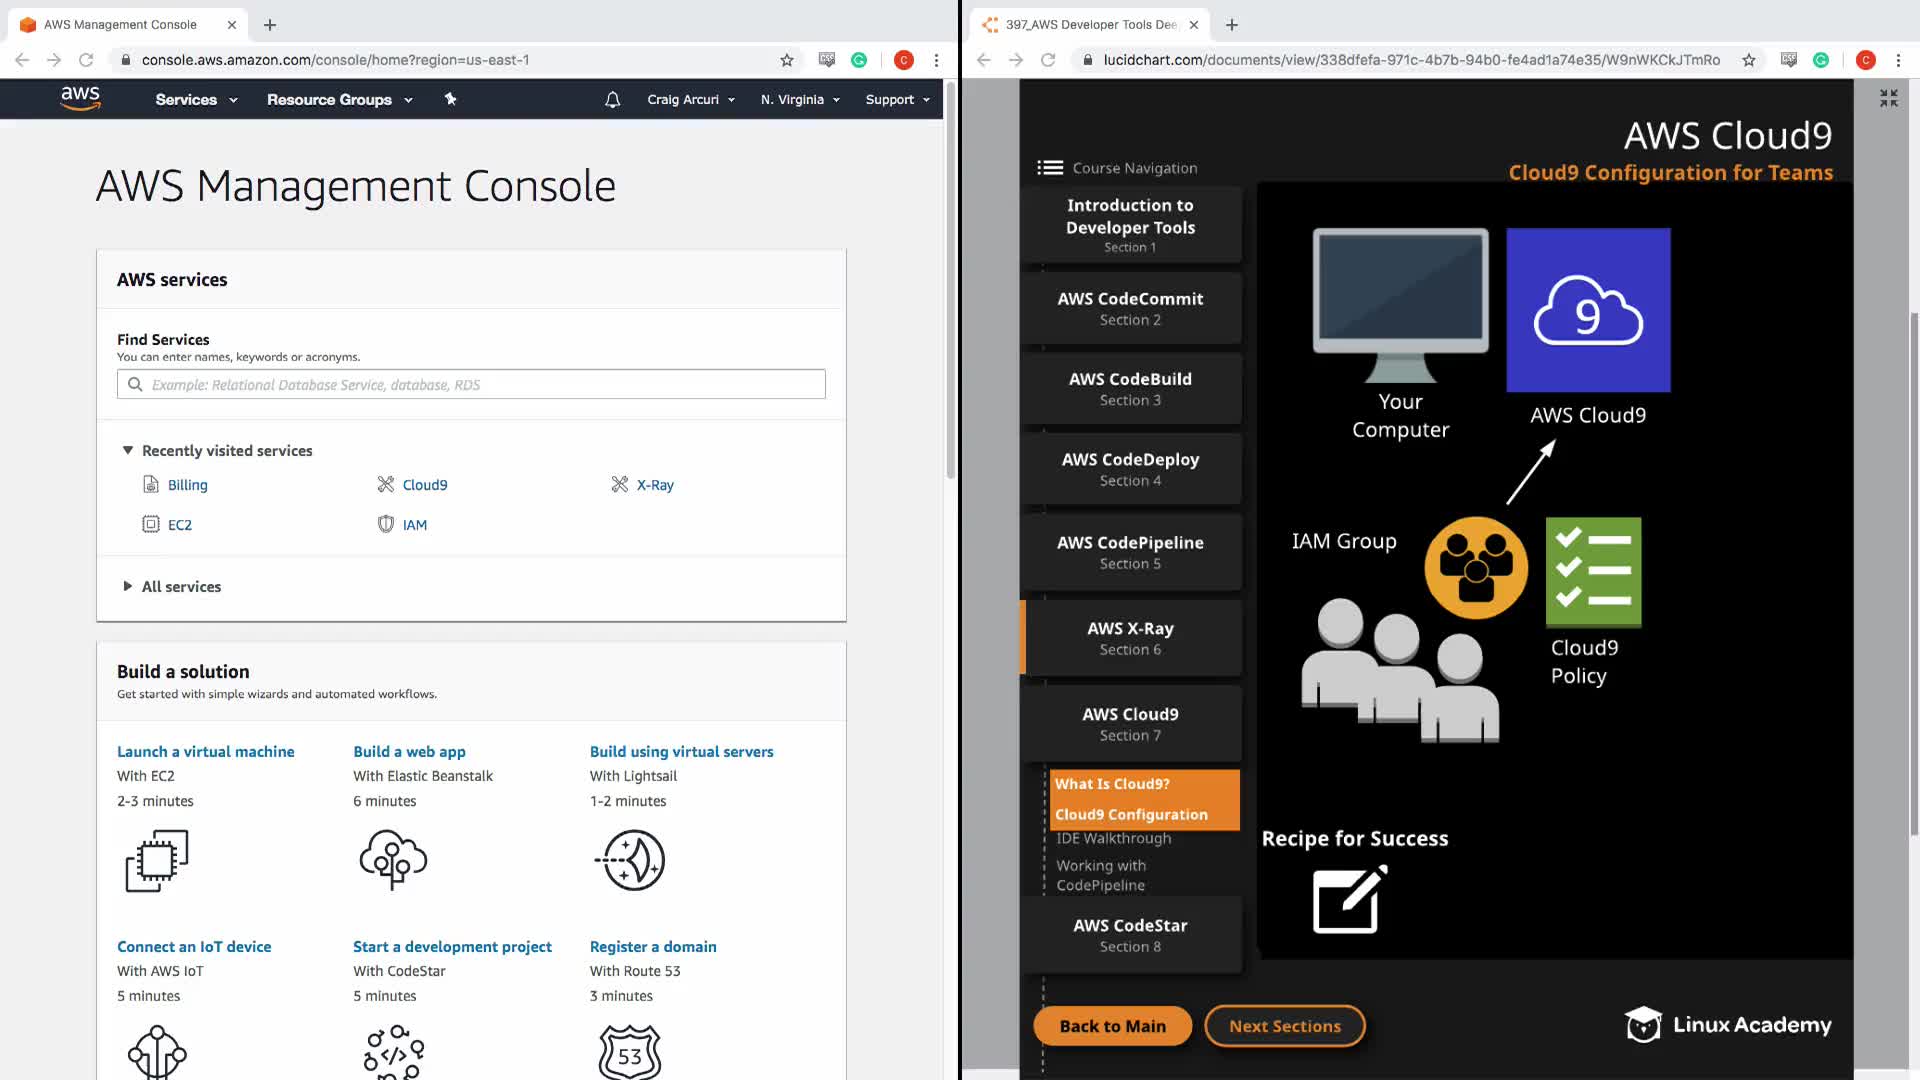 AWS Management Console
console.aws.amazon.com/console/home?region=us-east-1
aws
Services
Resource Groups
Craig Arcuri
N. Virginia
Support
AWS Management Console
AWS services
Find Services
You can enter names, keywords or acronyms.
Example: Relational Database Service, database, RDS
Recently visited services
Billing
Cloud9
X-Ray
EC2
IAM
All services
Build a solution
Get started with simple wizards and automated workflows.
Launch a virtual machine
With EC2
2-3 minutes
Build a web app
With Elastic Beanstalk
6 minutes
Build using virtual servers
With Lightsail
1-2 minutes
Connect an IoT device
With AWS IoT
5 minutes
Start a development project
With CodeStar
5 minutes
Register a domain
With Route 53
3 minutes
</>
53
397_AWS Developer Tools Dee
lucidchart.com/documents/view/338dfefa-971c-4b7b-94b0-fe4ad1a74e35/W9nWKCkJTmRo
C
C
AWS Cloud9
Cloud9 Configuration for Teams
Course Navigation
Introduction to
Developer Tools
Section 1
AWS CodeCommit
Section 2
AWS CodeBuild
Section 3
AWS CodeDeploy
Section 4
AWS CodePipeline
Section 5
AWS X-Ray
Section 6
AWS Cloud9
Section 7
What Is Cloud9?
Cloud9 Configuration
IDE Walkthrough
Working with
CodePipeline
AWS CodeStar
Section 8
Back to Main
Next Sections
9
Your
Computer
AWS Cloud9
IAM Group
Cloud9
Policy
Recipe for Success
Linux Academy